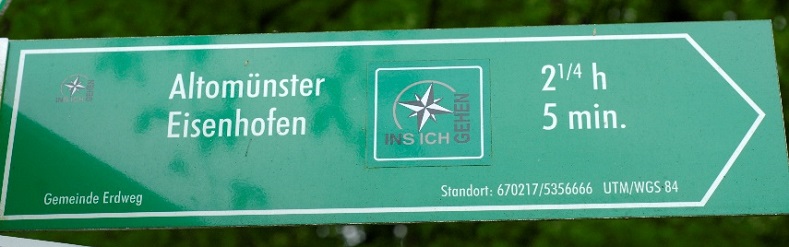 Altomünster 2 1/4 h
Eisenhofen 5 min.
INS ICH GEHEN
Gemeinde Erdweg
Standort: 670217/5356666 UTM/WGS 84